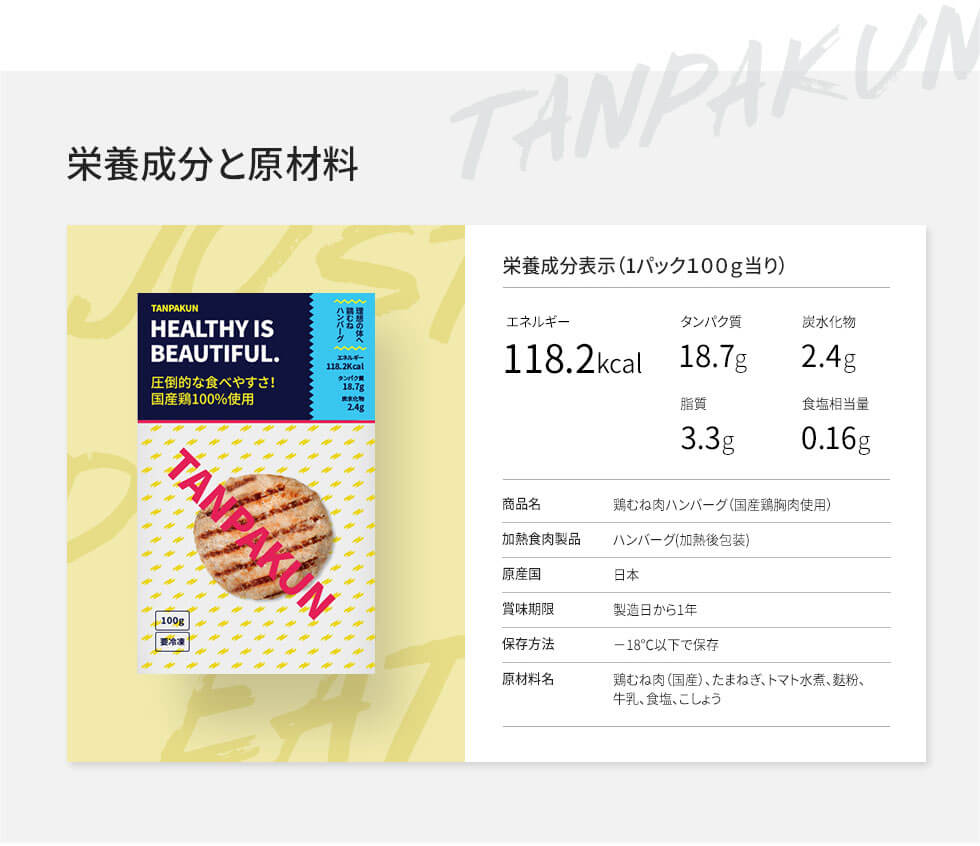 TANPAKUN
栄養成分と原材料
JUST
EAT
TANPAKUN
HEALTHY IS
BEAUTIFUL.
圧倒的な食べやすさ！
国産鶏100%使用
理想の体へ
鶏むね
ハンバーグ
エネルギー
118.2Kcal
タンパク質
18.7g
炭水化物
2.4g
TANPAKUN
100g
要冷凍
栄養成分表示（1パック１００ｇ当り）
エネルギー
118.2kcal
タンパク質
18.7g
炭水化物
2.4g
脂質
3.3g
食塩相当量
0.16g
商品名 鶏むね肉ハンバーグ（国産鶏胸肉使用）
加熱食肉製品 ハンバーグ(加熱後包装)
原産国 日本
賞味期限 製造日から1年
保存方法 －18℃以下で保存
原材料名 鶏むね肉（国産）、たまねぎ、トマト水煮、麩粉、
牛乳、食塩、こしょう